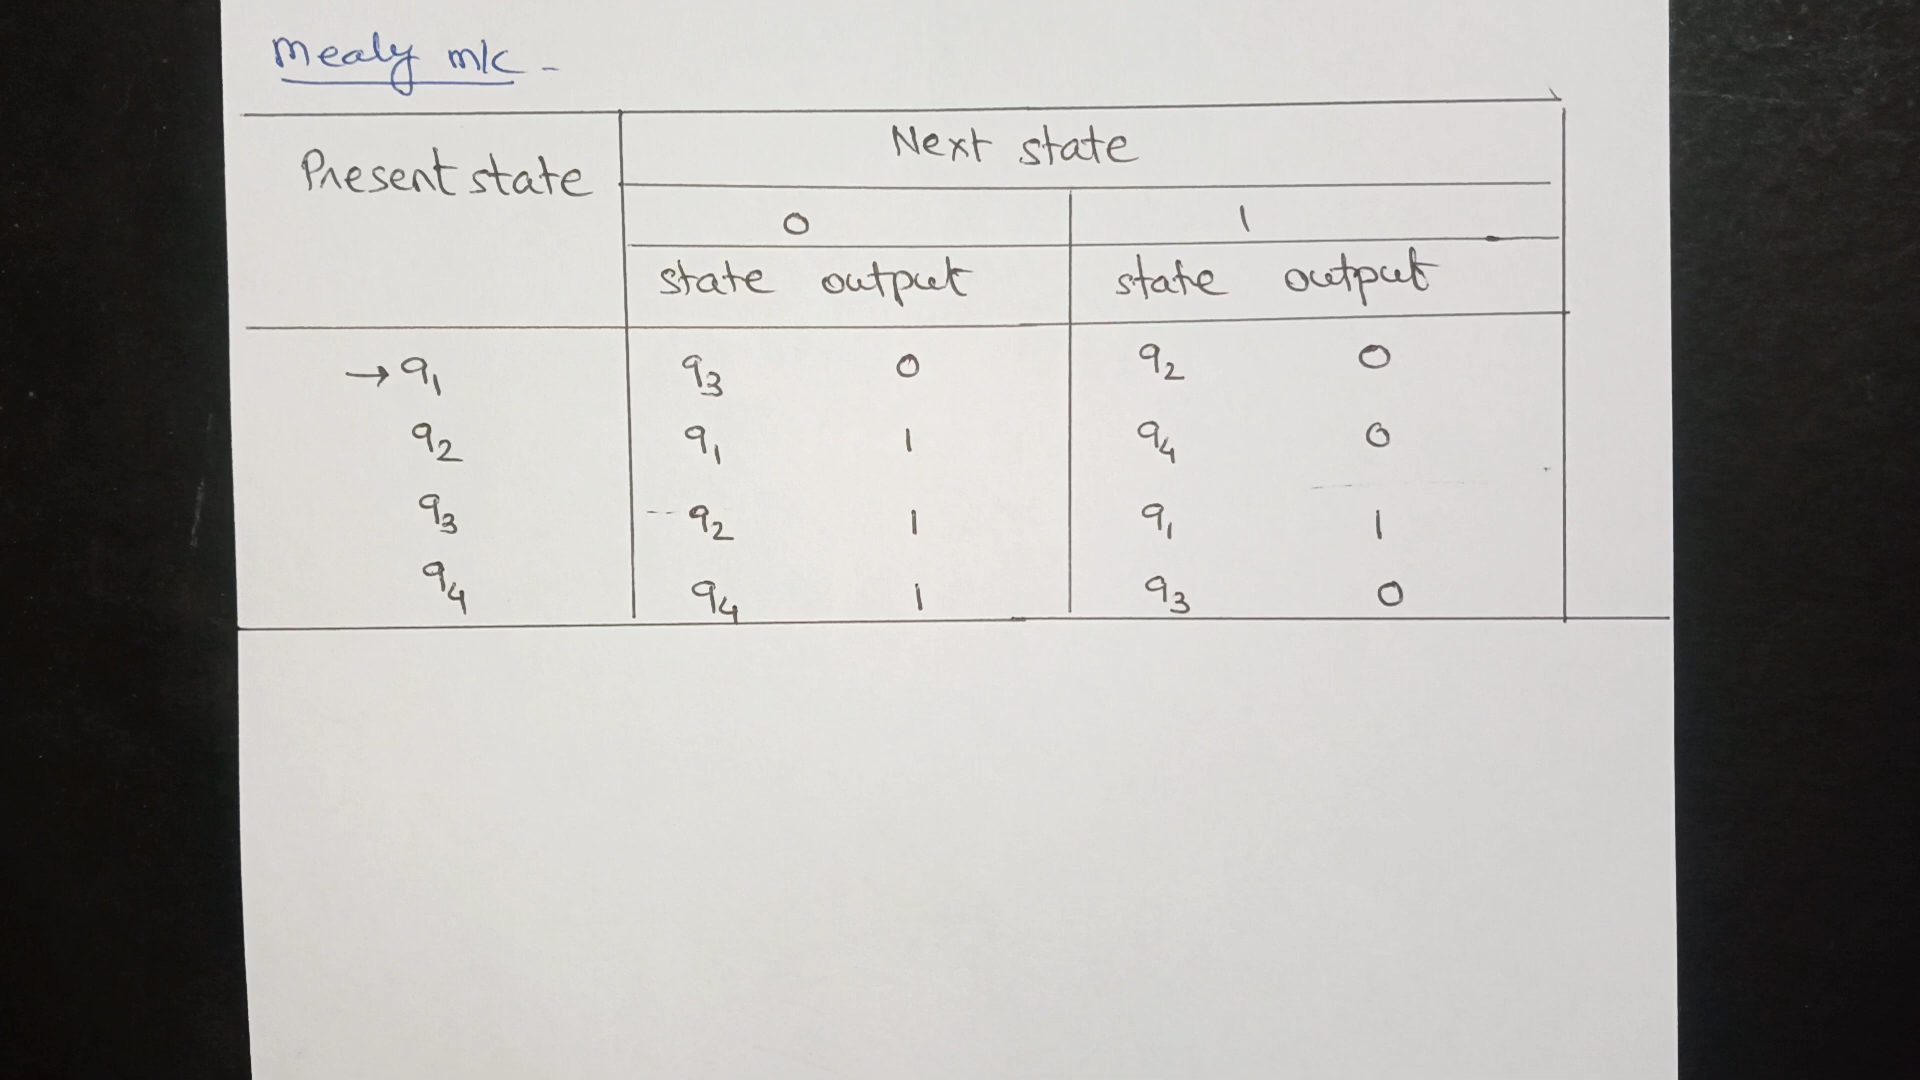 Mealy m/c -
Present state Next state
0 1
state output state output
→ q1 q3 0 q2 0
q2 q1 1 q4 0
q3 q2 1 q1 1
q4 q4 1 q3 0